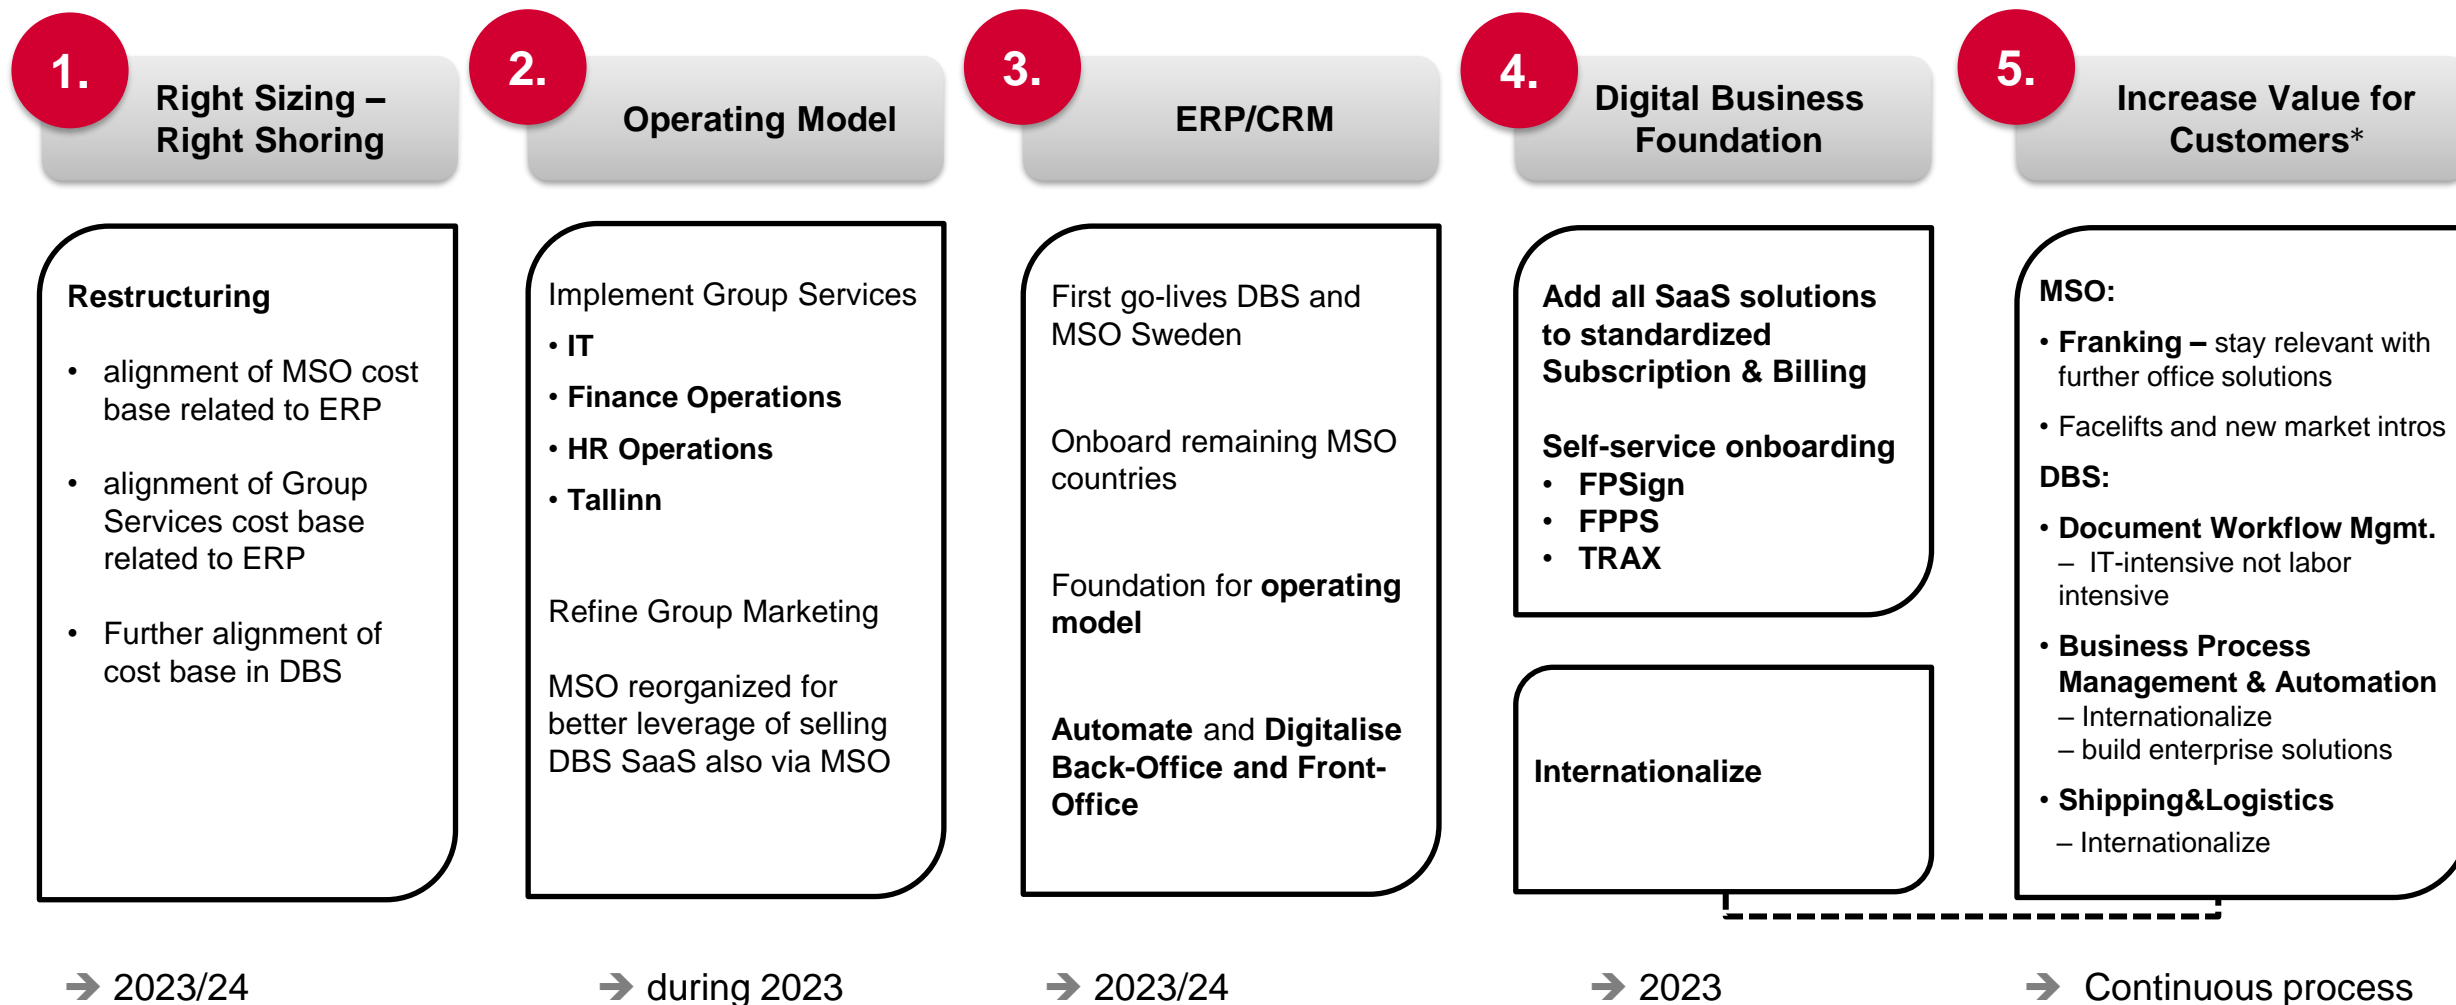 1.
Right Sizing –
Right Shoring
2.
Operating Model
3.
ERP/CRM
4.
Digital Business
Foundation
5.
Increase Value for
Customers*
Restructuring
• alignment of MSO cost
base related to ERP
• alignment of Group
Services cost base
related to ERP
• Further alignment of
cost base in DBS
Implement Group Services
• IT
• Finance Operations
• HR Operations
• Tallinn
Refine Group Marketing
MSO reorganized for
better leverage of selling
DBS SaaS also via MSO
First go-lives DBS and
MSO Sweden
Onboard remaining MSO
countries
Foundation for operating
model
Automate and Digitalise
Back-Office and Front-
Office
Add all SaaS solutions
to standardized
Subscription & Billing
Self-service onboarding
• FPSign
• FPPS
• TRAX
Internationalize
MSO:
• Franking – stay relevant with
further office solutions
• Facelifts and new market intros
DBS:
• Document Workflow Mgmt.
– IT-intensive not labor
intensive
• Business Process
Management & Automation
– Internationalize
– build enterprise solutions
• Shipping&Logistics
– Internationalize
➔ 2023/24
➔ during 2023
➔ 2023/24
➔ 2023
➔ Continuous process